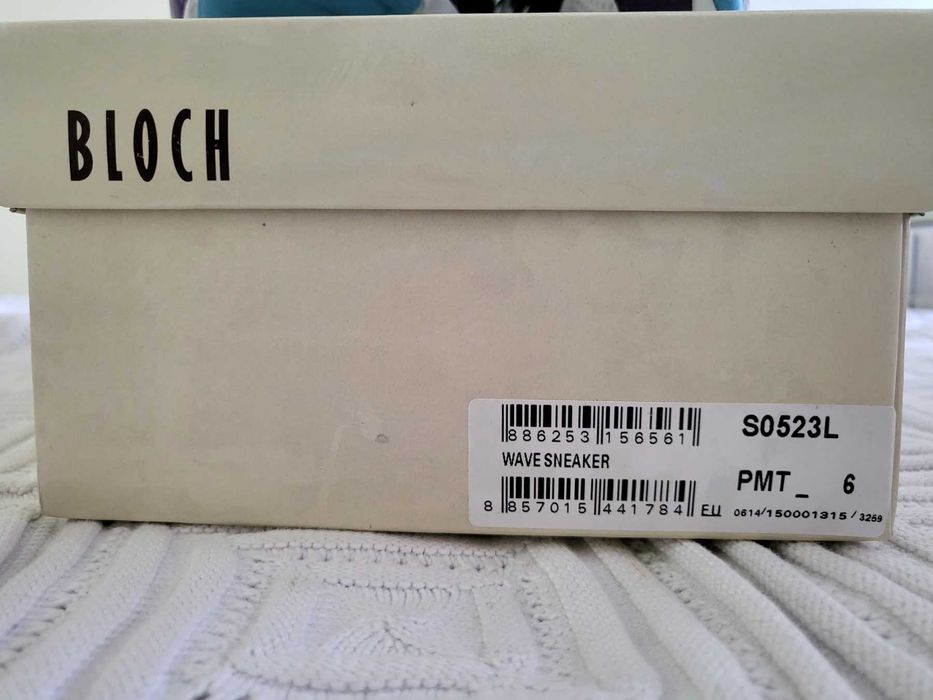 BLOCH
886253 156561
S0523L
WAVE SNEAKER
PMT_ 6
8 857015 441784 EU
0614/150001315/3259